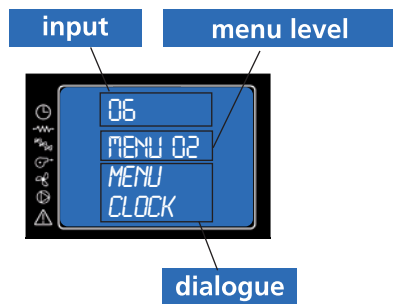 input
menu level
06
MENU 02
MENU
CLOCK
dialogue